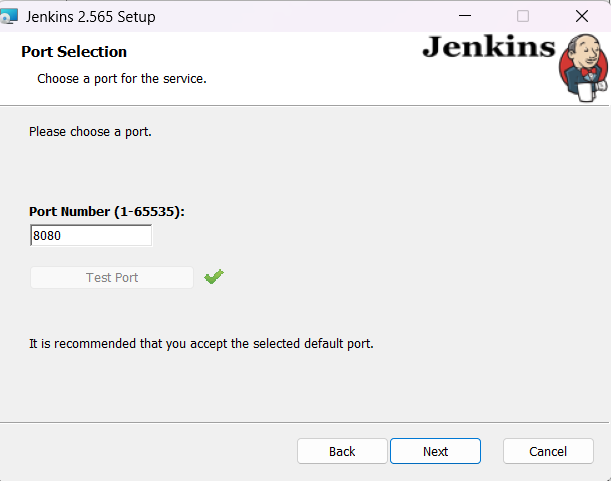 Jenkins 2.565 Setup
Port Selection
Choose a port for the service.
Jenkins
Please choose a port.
Port Number (1-65535):
8080
Test Port
It is recommended that you accept the selected default port.
Back
Next
Cancel